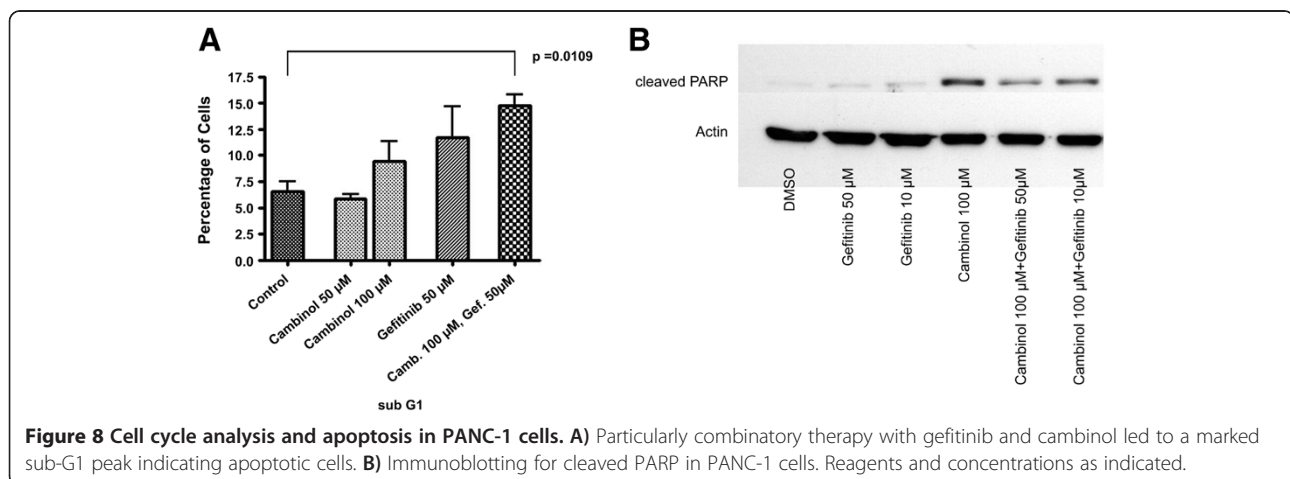 A
p =0.0109
17.5
15.0
12.5
10.0
7.5
5.0
2.5
0.0
Percentage of Cells
Control
Cambinol 50 µM
Cambinol 100 µM
Gefitinib 50 µM
Camb. 100 µM, Gef. 50µM
sub G1
B
cleaved PARP
Actin
DMSO
Gefitinib 50 µM
Gefitinib 10 µM
Cambinol 100 µM
Cambinol 100 µM+Gefitinib 50µM
Cambinol 100 µM+Gefitinib 10µM
Figure 8 Cell cycle analysis and apoptosis in PANC-1 cells. A) Particularly combinatory therapy with gefitinib and cambinol led to a marked
sub-G1 peak indicating apoptotic cells. B) Immunoblotting for cleaved PARP in PANC-1 cells. Reagents and concentrations as indicated.